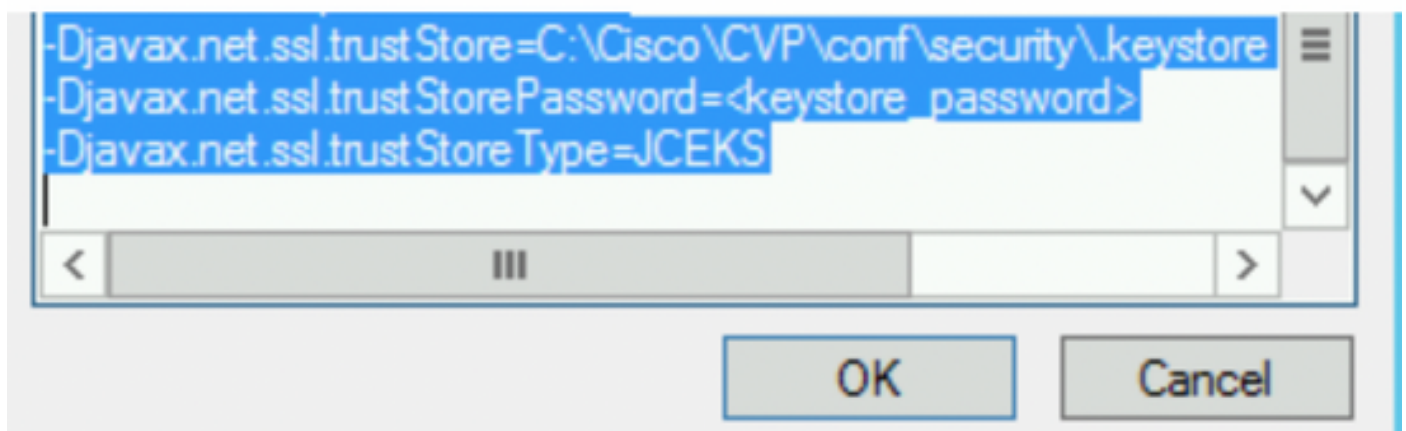 -Djavax.net.ssl.trustStore=C:\Cisco\CVP\conf\security\.keystore
-Djavax.net.ssl.trustStorePassword=<keystore_password>
-Djavax.net.ssl.trustStoreType=JCEKS
OK
Cancel